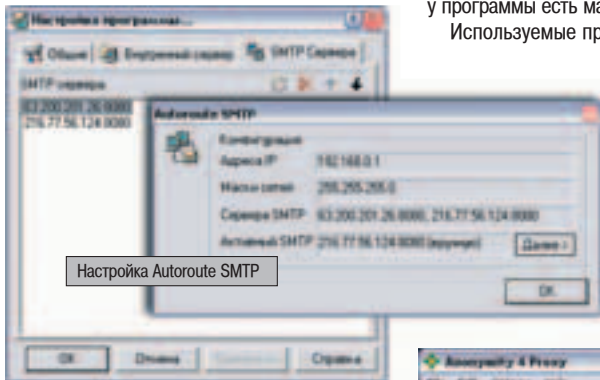 у программы есть ма
Используемые пр
Настройка программы...
Общие
Внутренний сервер
SMTP Сервера
SMTP сервера
63.200.201.26:8080
216.77.56.124:8080
Autoroute SMTP
Конфигурация
Адреса IP 192.168.0.1
Маски сетей 255.255.255.0
Сервера SMTP 63.200.201.26:8080, 216.77.56.124:8080
Активный SMTP 216.77.56.124:8080 (вручную)
Далее >
OK
Настройка Autoroute SMTP
OK
Отмена
Справка
Anonymity 4 Proxy